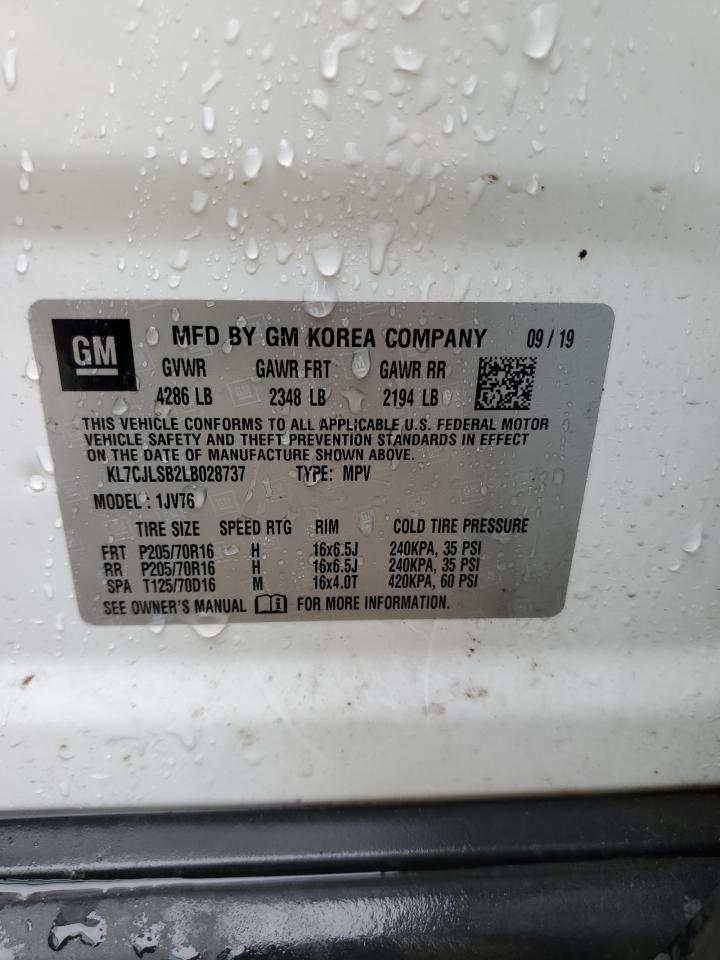 GM MFD BY GM KOREA COMPANY 09 / 19
GVWR GAWR FRT GAWR RR
4286 LB 2348 LB 2194 LB
THIS VEHICLE CONFORMS TO ALL APPLICABLE U.S. FEDERAL MOTOR
VEHICLE SAFETY AND THEFT PREVENTION STANDARDS IN EFFECT
ON THE DATE OF MANUFACTURE SHOWN ABOVE.
KL7CJLSB2LB028737 TYPE: MPV
MODEL : 1JV76
TIRE SIZE SPEED RTG RIM COLD TIRE PRESSURE
FRT P205/70R16 H 16x6.5J 240KPA, 35 PSI
RR P205/70R16 H 16x6.5J 240KPA, 35 PSI
SPA T125/70D16 M 16x4.0T 420KPA, 60 PSI
SEE OWNER'S MANUAL i FOR MORE INFORMATION.